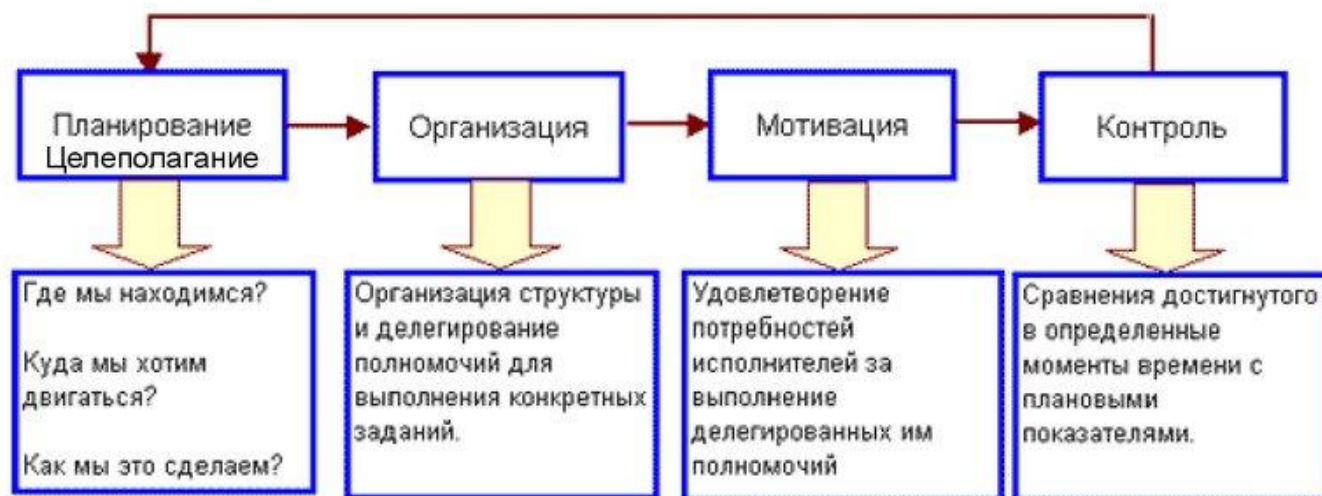 Планирование
Целеполагание
Организация
Мотивация
Контроль
Где мы находимся?
Куда мы хотим
двигаться?
Как мы это сделаем?
Организация структуры
и делегирование
полномочий для
выполнения конкретных
заданий.
Удовлетворение
потребностей
исполнителей за
выполнение
делегированных им
полномочий
Сравнения достигнутого
в определенные
моменты времени с
плановыми
показателями.